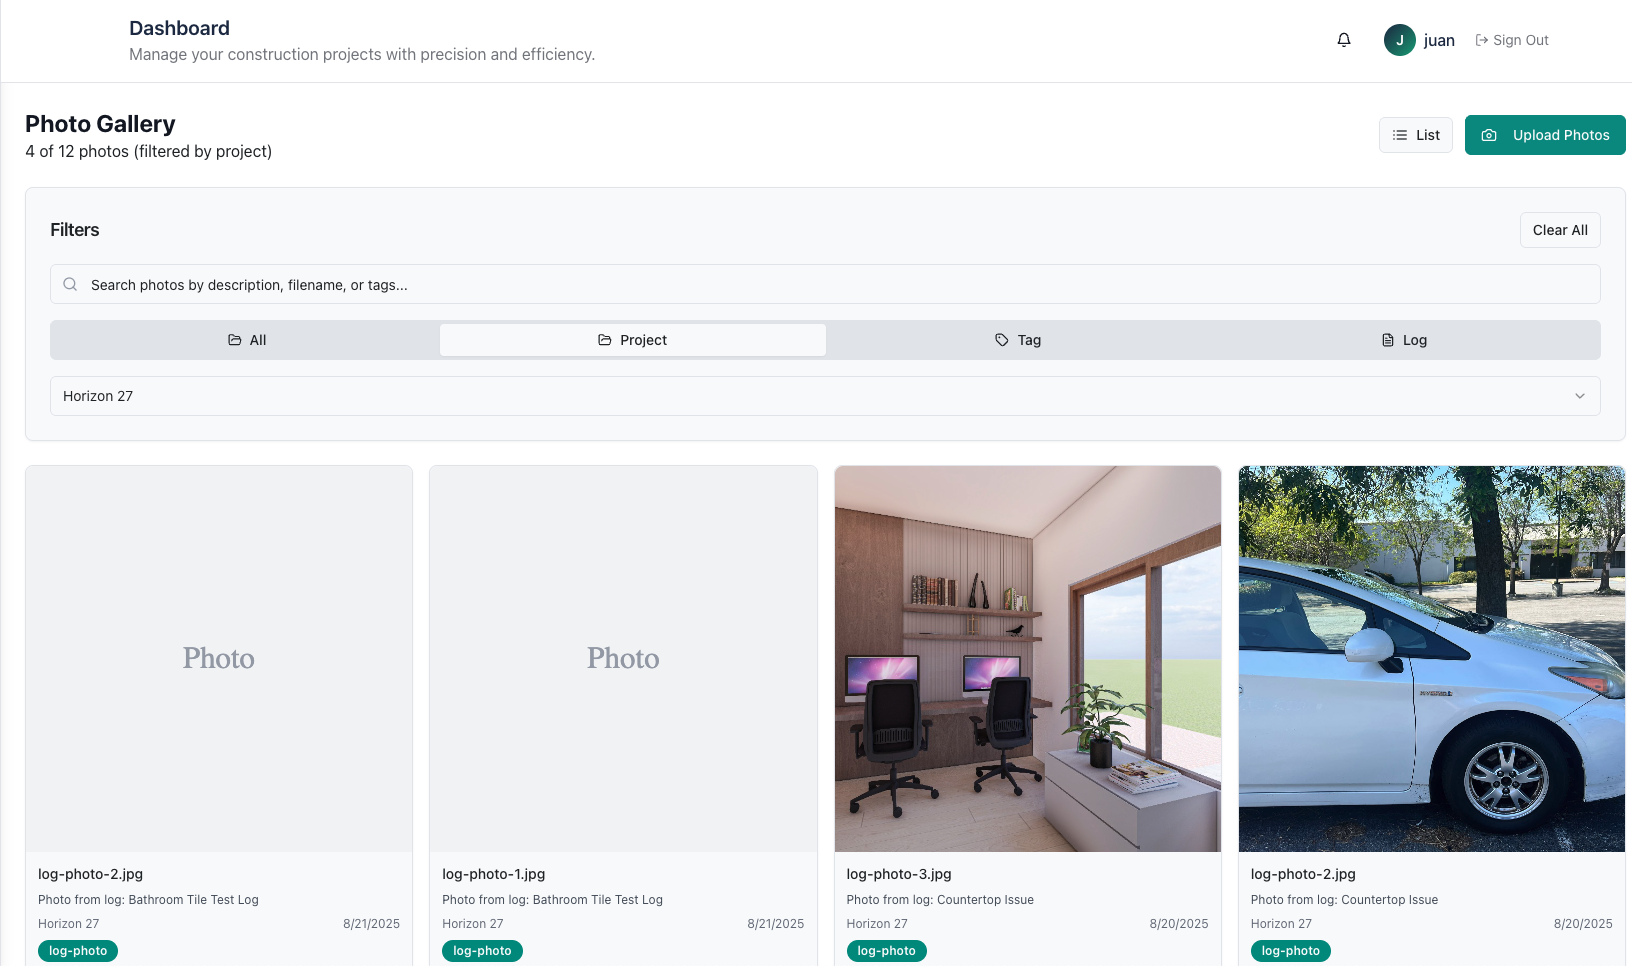 Dashboard
Manage your construction projects with precision and efficiency.
J juan Sign Out
Photo Gallery
4 of 12 photos (filtered by project)
List Upload Photos
Filters
Clear All
Search photos by description, filename, or tags...
All Project Tag Log
Horizon 27
Photo Photo
log-photo-2.jpg
Photo from log: Bathroom Tile Test Log
Horizon 27 8/21/2025
log-photo
log-photo-1.jpg
Photo from log: Bathroom Tile Test Log
Horizon 27 8/21/2025
log-photo
log-photo-3.jpg
Photo from log: Countertop Issue
Horizon 27 8/20/2025
log-photo
log-photo-2.jpg
Photo from log: Countertop Issue
Horizon 27 8/20/2025
log-photo